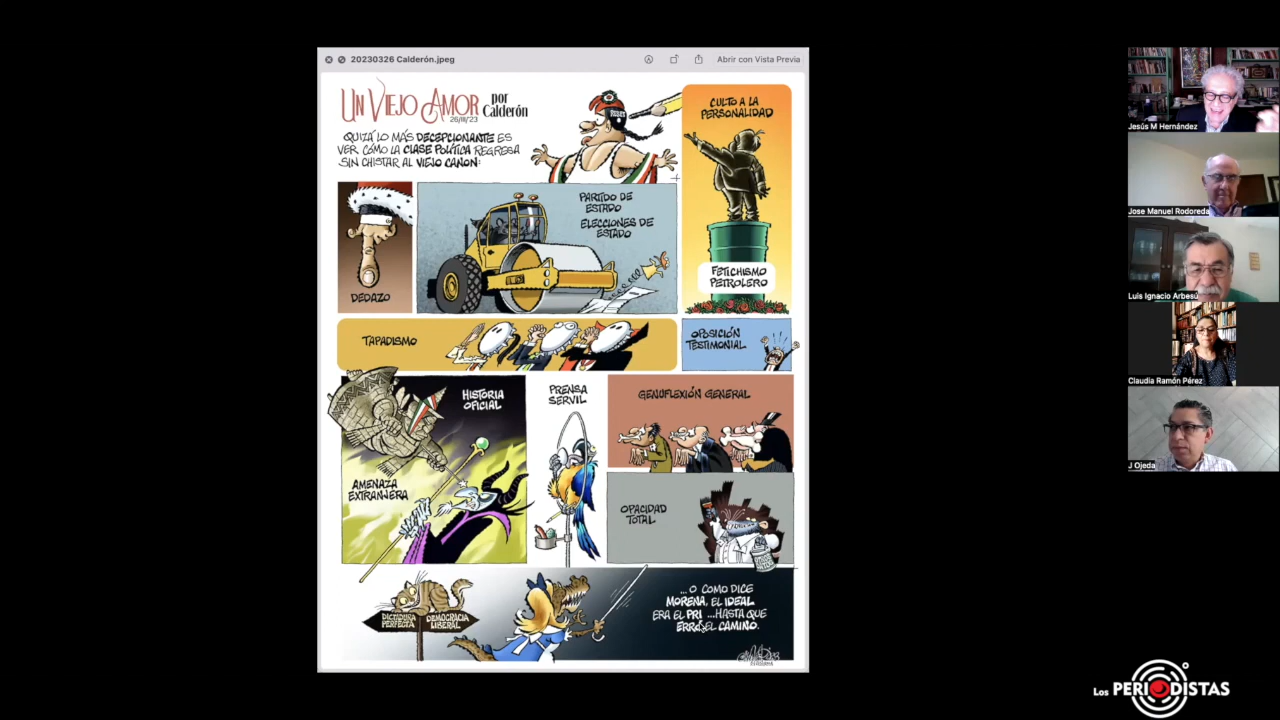 20230326 Calderón.jpeg
Abrir con Vista Previa
UN VIEJO AMOR
por
Calderón
26/III/23
QUIZÁ LO MÁS DECEPCIONANTE ES
VER CÓMO LA CLASE POLÍTICA REGRESA
SIN CHISTAR AL VIEJO CANON:
CULTO A LA
PERSONALIDAD
DEDAZO
PARTIDO DE
ESTADO
ELECCIONES DE
ESTADO
FETICHISMO
PETROLERO
TAPADISMO
OPOSICIÓN
TESTIMONIAL
HISTORIA
OFICIAL
AMENAZA
EXTRANJERA
PRENSA
SERVIL
GENUFLEXIÓN GENERAL
OPACIDAD
TOTAL
DICTADURA
PERFECTA
DEMOCRACIA
LIBERAL
...O COMO DICE
MORENA, EL IDEAL
ERA EL PRI ...HASTA QUE
ERRÓ EL CAMINO.
Jesús M Hernández
Jose Manuel Rodoreda
Luis Ignacio Arbesú
Claudia Ramón Pérez
J Ojeda
Los PERIODISTAS